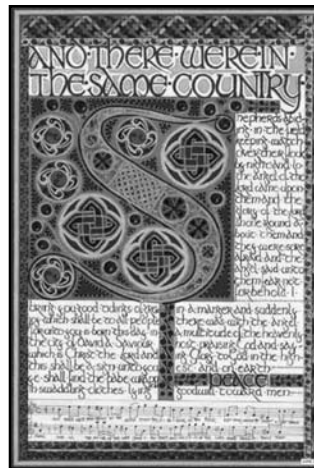 AND·THERE·WERE·IN·
THE·SAME·COUNTRY·
S
hepherds abid
ing in the field
keeping watch
over their flock
by night and lo
the angel of the
lord came upon
them and the
glory of the lord
shone round a
bout them and
they were sore
afraid and the
angel said unto
them fear not
for behold I
bring you good tidings of great
joy which shall be to all people
for unto you is born this day in
the city of David a Saviour
which is Christ the lord and
this shall be a sign unto you
ye shall find the babe wrapp
swaddling clothes lying
in a manger and suddenly
there was with the angel
a multitude of the heavenly
host praising God and say
ing Glory to God in the high
est and on earth
PEACE
goodwill toward men